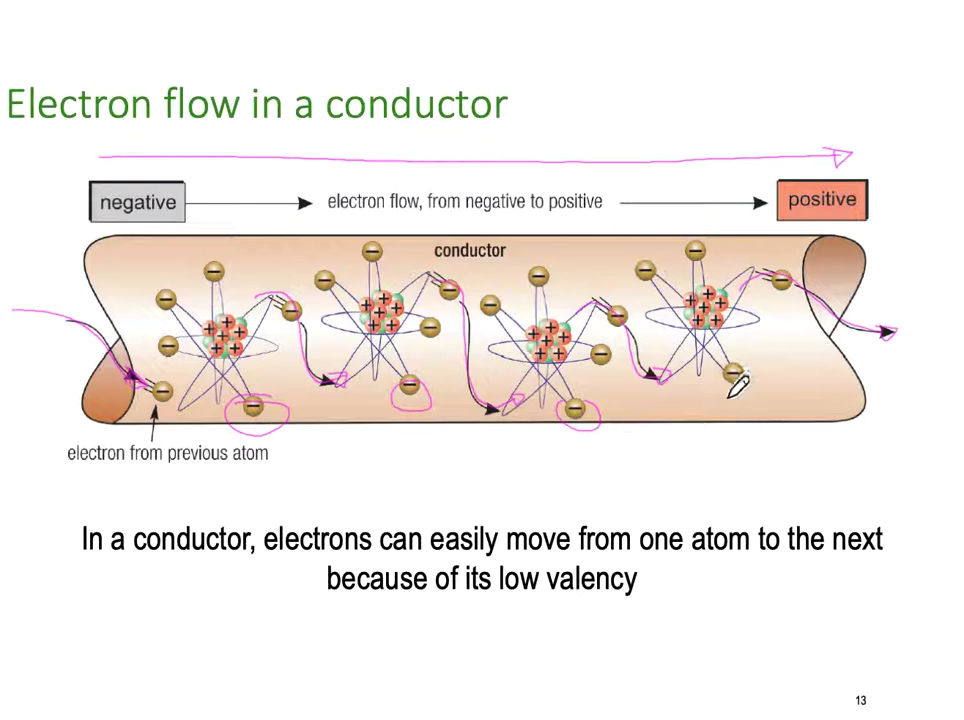 Electron flow in a conductor
negative
electron flow, from negative to positive
positive
conductor
electron from previous atom
In a conductor, electrons can easily move from one atom to the next
because of its low valency
13